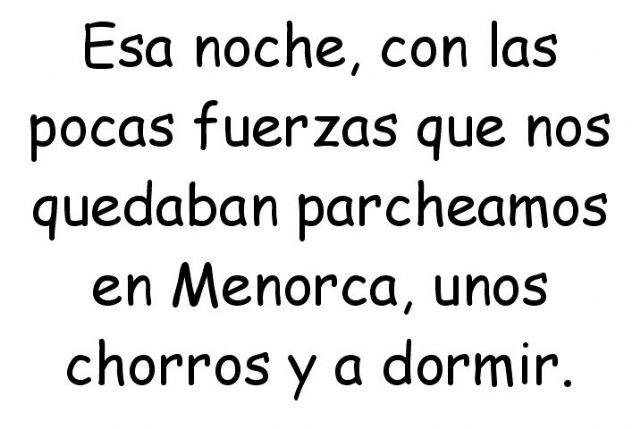 Esa noche, con las
pocas fuerzas que nos
quedaban parcheamos
en Menorca, unos
chorros y a dormir.